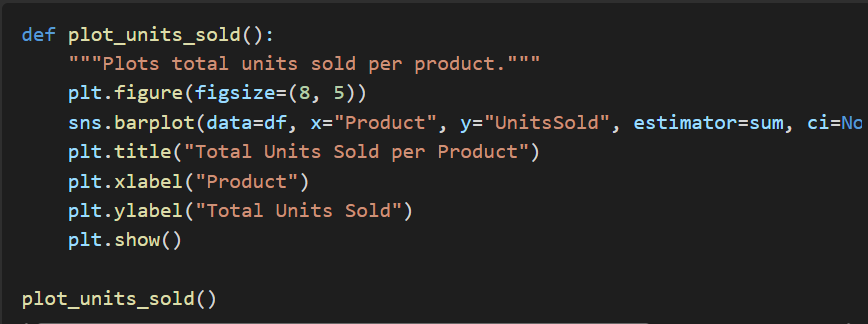 def plot_units_sold():
    """Plots total units sold per product."""
    plt.figure(figsize=(8, 5))
    sns.barplot(data=df, x="Product", y="UnitsSold", estimator=sum, ci=No
    plt.title("Total Units Sold per Product")
    plt.xlabel("Product")
    plt.ylabel("Total Units Sold")
    plt.show()

plot_units_sold()